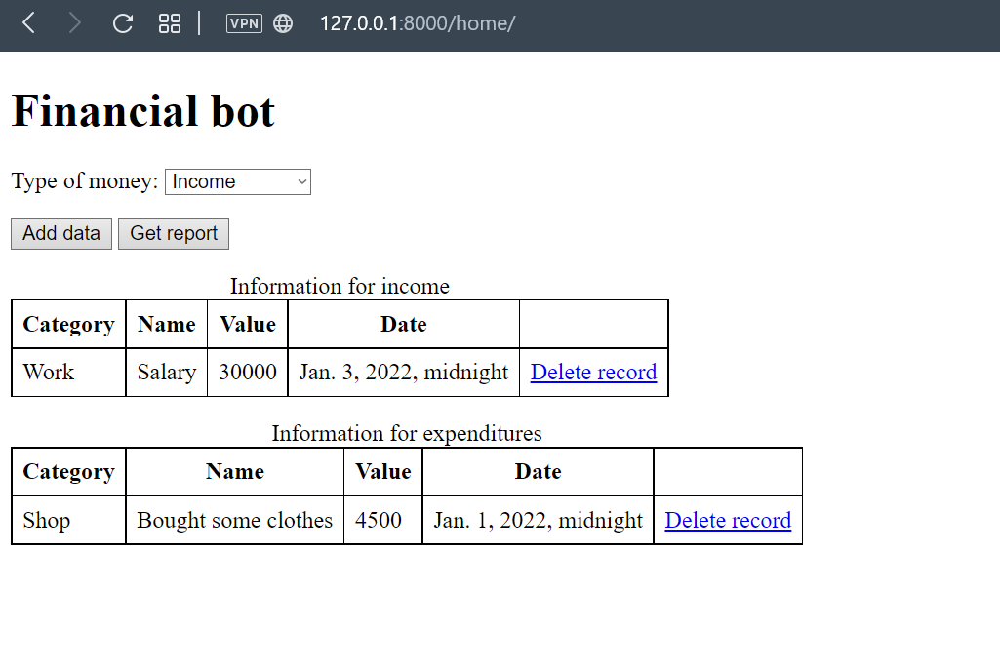 VPN 127.0.0.1:8000/home/
Financial bot
Type of money: Income
Add data Get report
Information for income
Category Name Value Date
Work Salary 30000 Jan. 3, 2022, midnight Delete record
Information for expenditures
Category Name Value Date
Shop Bought some clothes 4500 Jan. 1, 2022, midnight Delete record